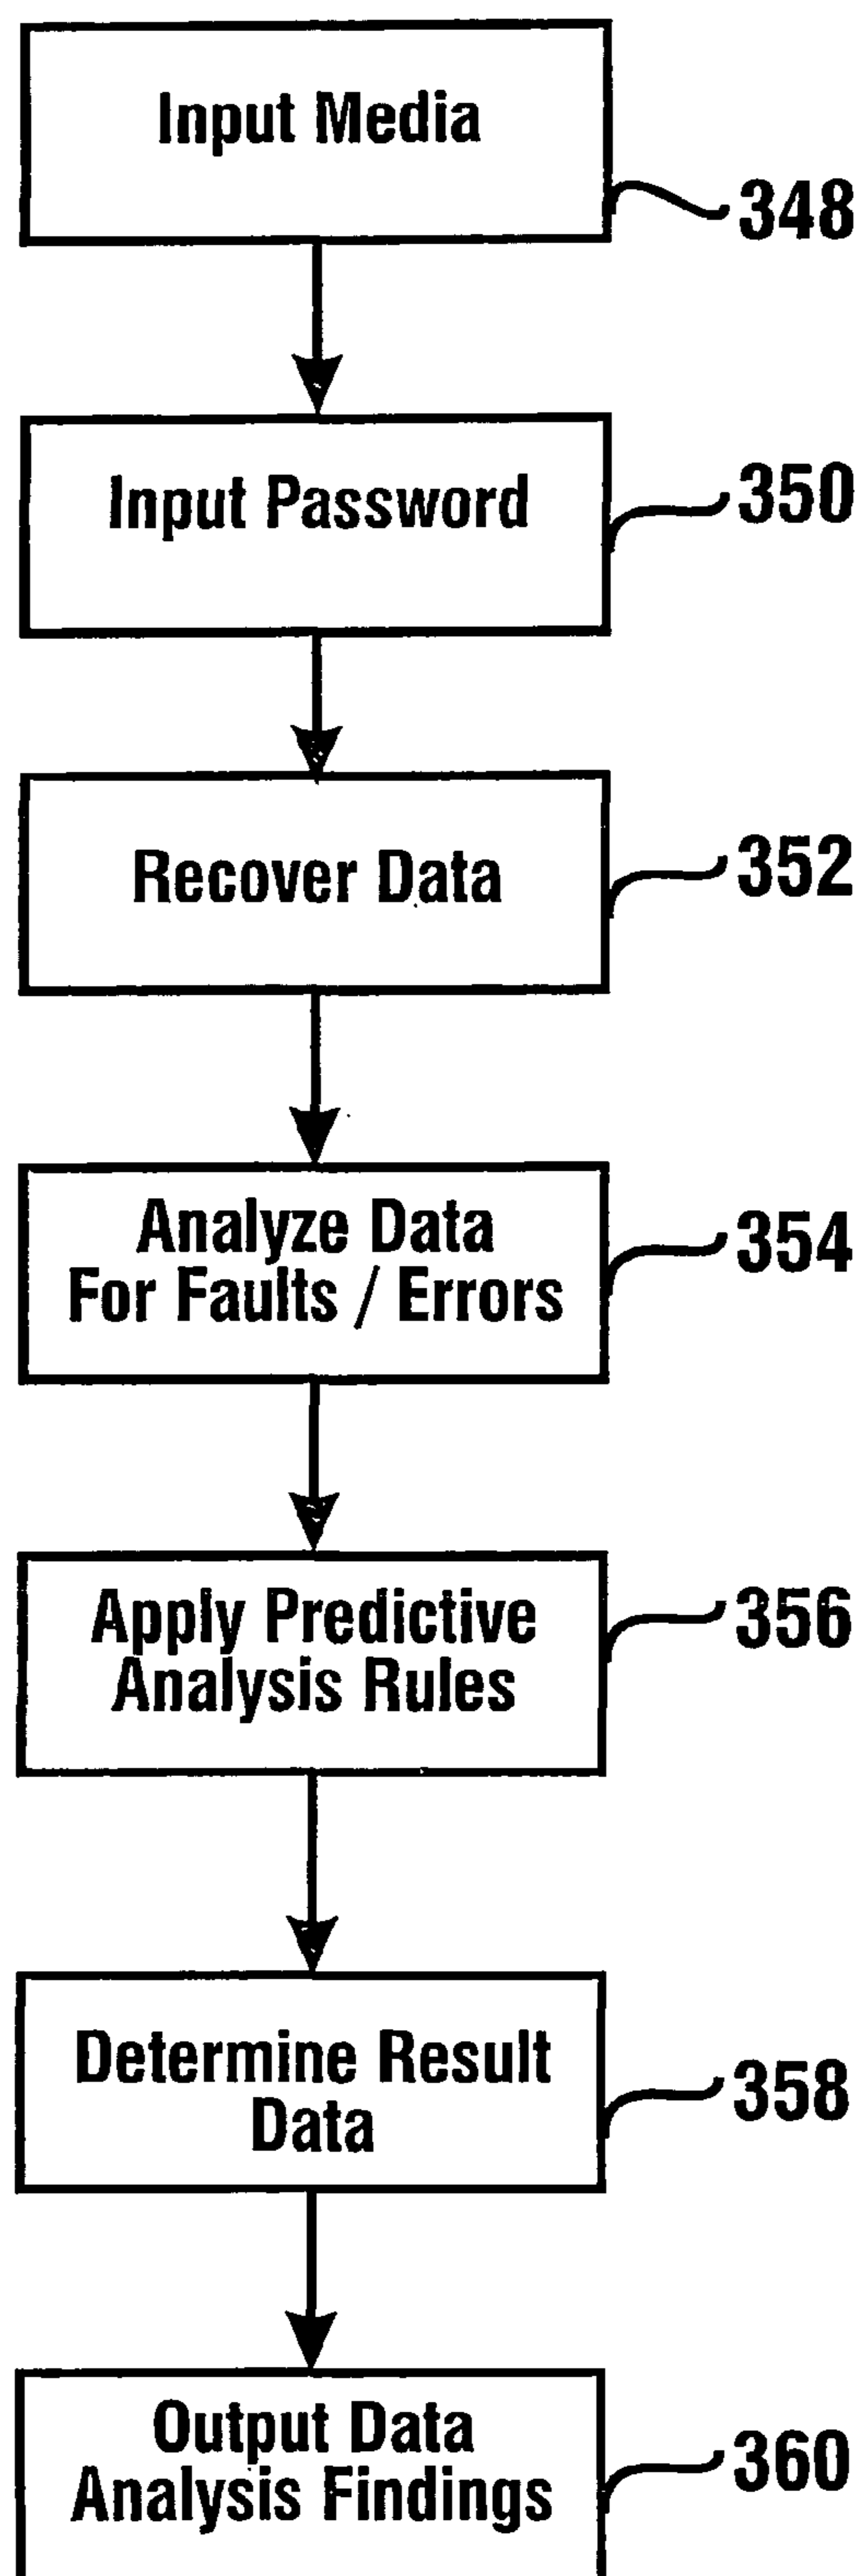 Input Media
348
Input Password
350
Recover Data
352
Analyze Data
For Faults / Errors
354
Apply Predictive
Analysis Rules
356
Determine Result
Data
358
Output Data
Analysis Findings
360